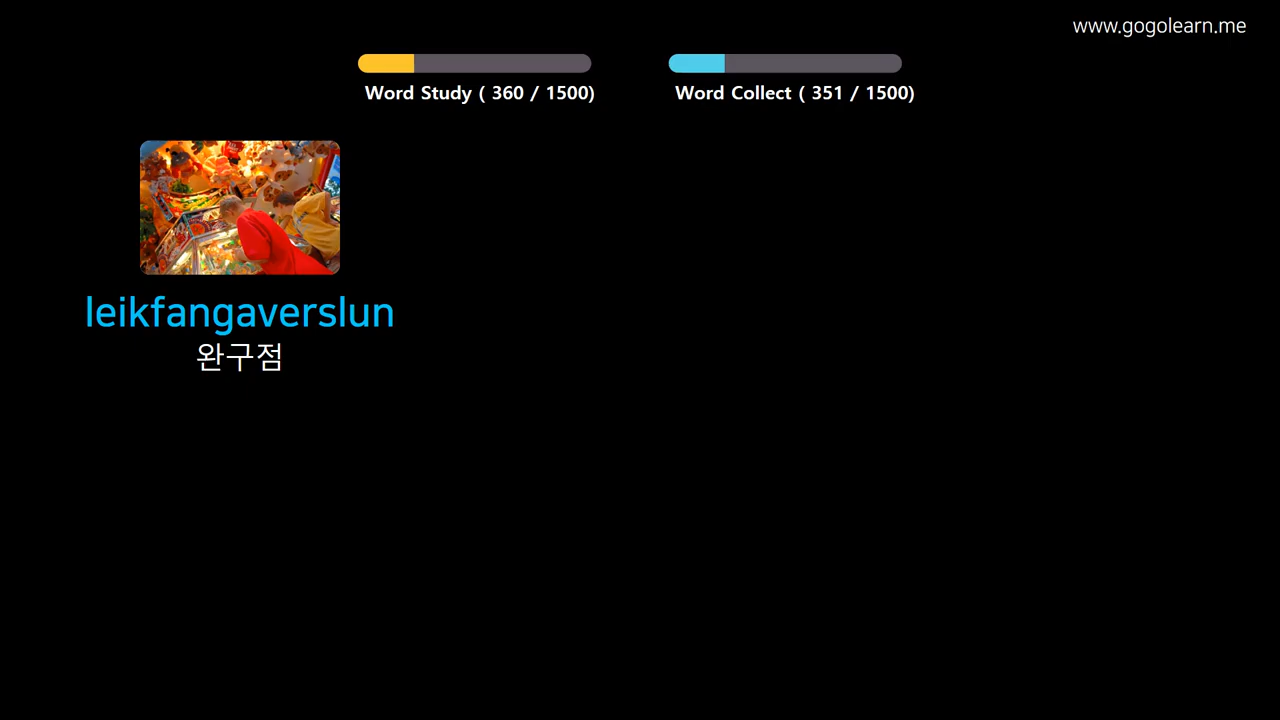 www.gogolearn.me
Word Study ( 360 / 1500)
Word Collect ( 351 / 1500)
leikfangaverslun
완구점